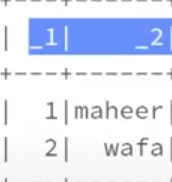 +---+------+
| _1|    _2|
+---+------+
|  1|maheer|
|  2|  wafa|
+---+------+